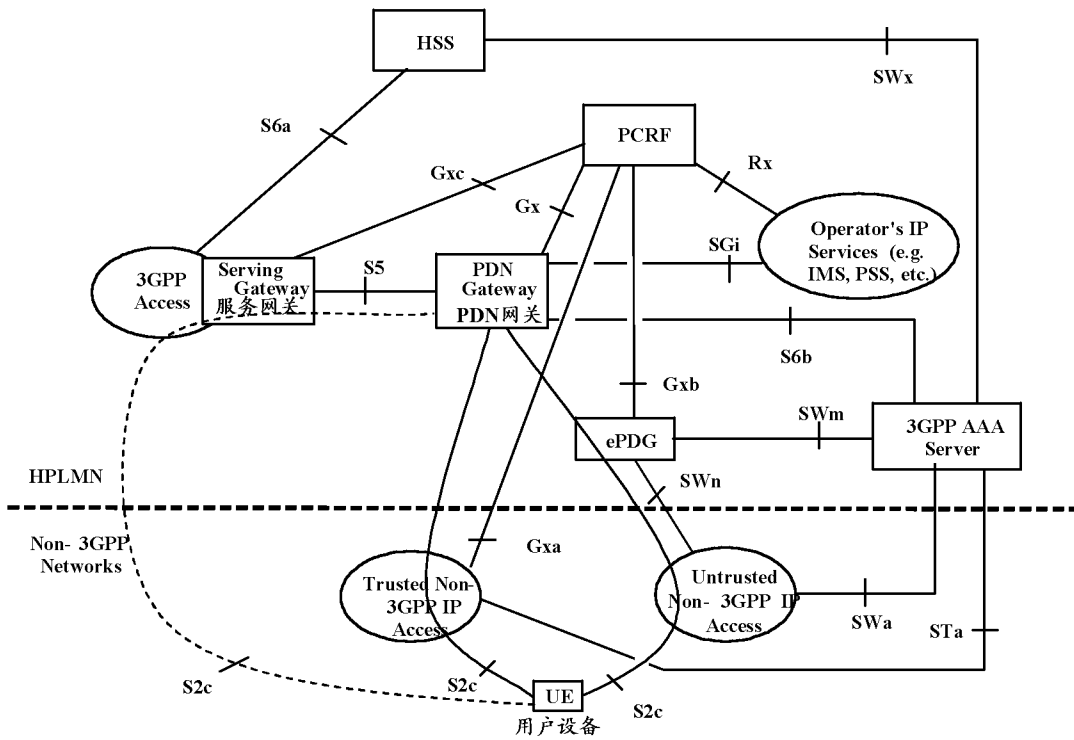 HSS
SWx
S6a
PCRF
Rx
Gxc
Gx
Operator's IP
Services (e.g.
IMS, PSS, etc.)
SGi
3GPP
Access
Serving
Gateway
服务网关
S5
PDN
Gateway
PDN网关
S6b
Gxb
SWm
3GPP AAA
Server
ePDG
SWn
HPLMN
Non- 3GPP
Networks
Gxa
Trusted Non-
3GPP IP
Access
Untrusted
Non- 3GPP IP
Access
SWa
STa
S2c
S2c
S2c
UE
用户设备